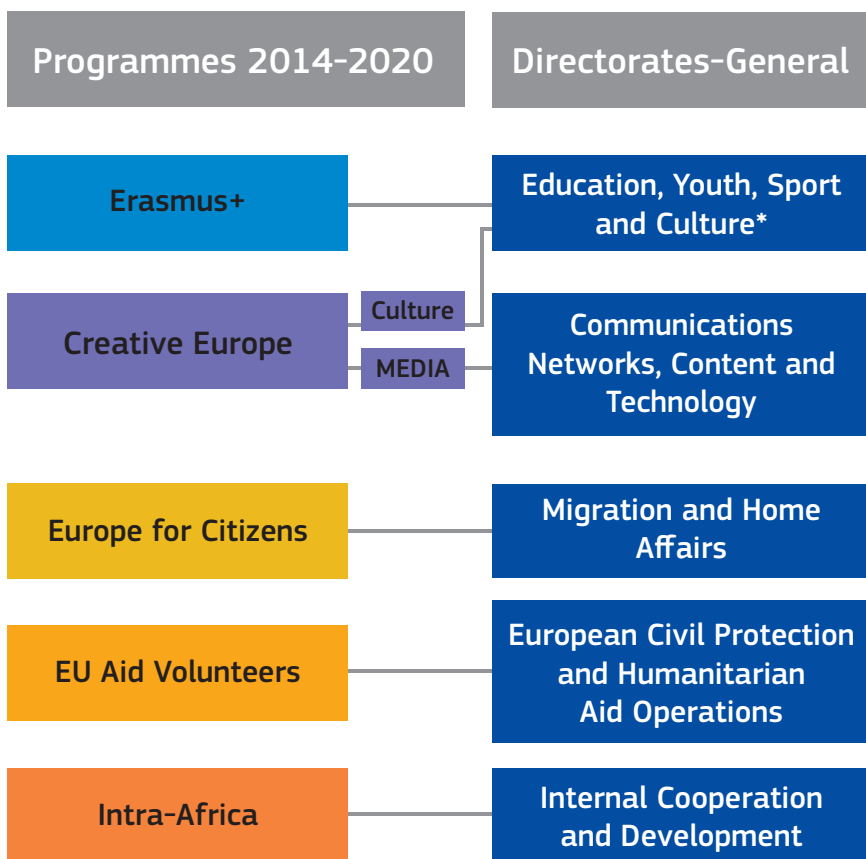 Programmes 2014-2020
Directorates-General
Erasmus+
Education, Youth, Sport
and Culture*
Creative Europe
Culture
MEDIA
Communications
Networks, Content and
Technology
Europe for Citizens
Migration and Home
Affairs
EU Aid Volunteers
European Civil Protection
and Humanitarian
Aid Operations
Intra-Africa
Internal Cooperation
and Development